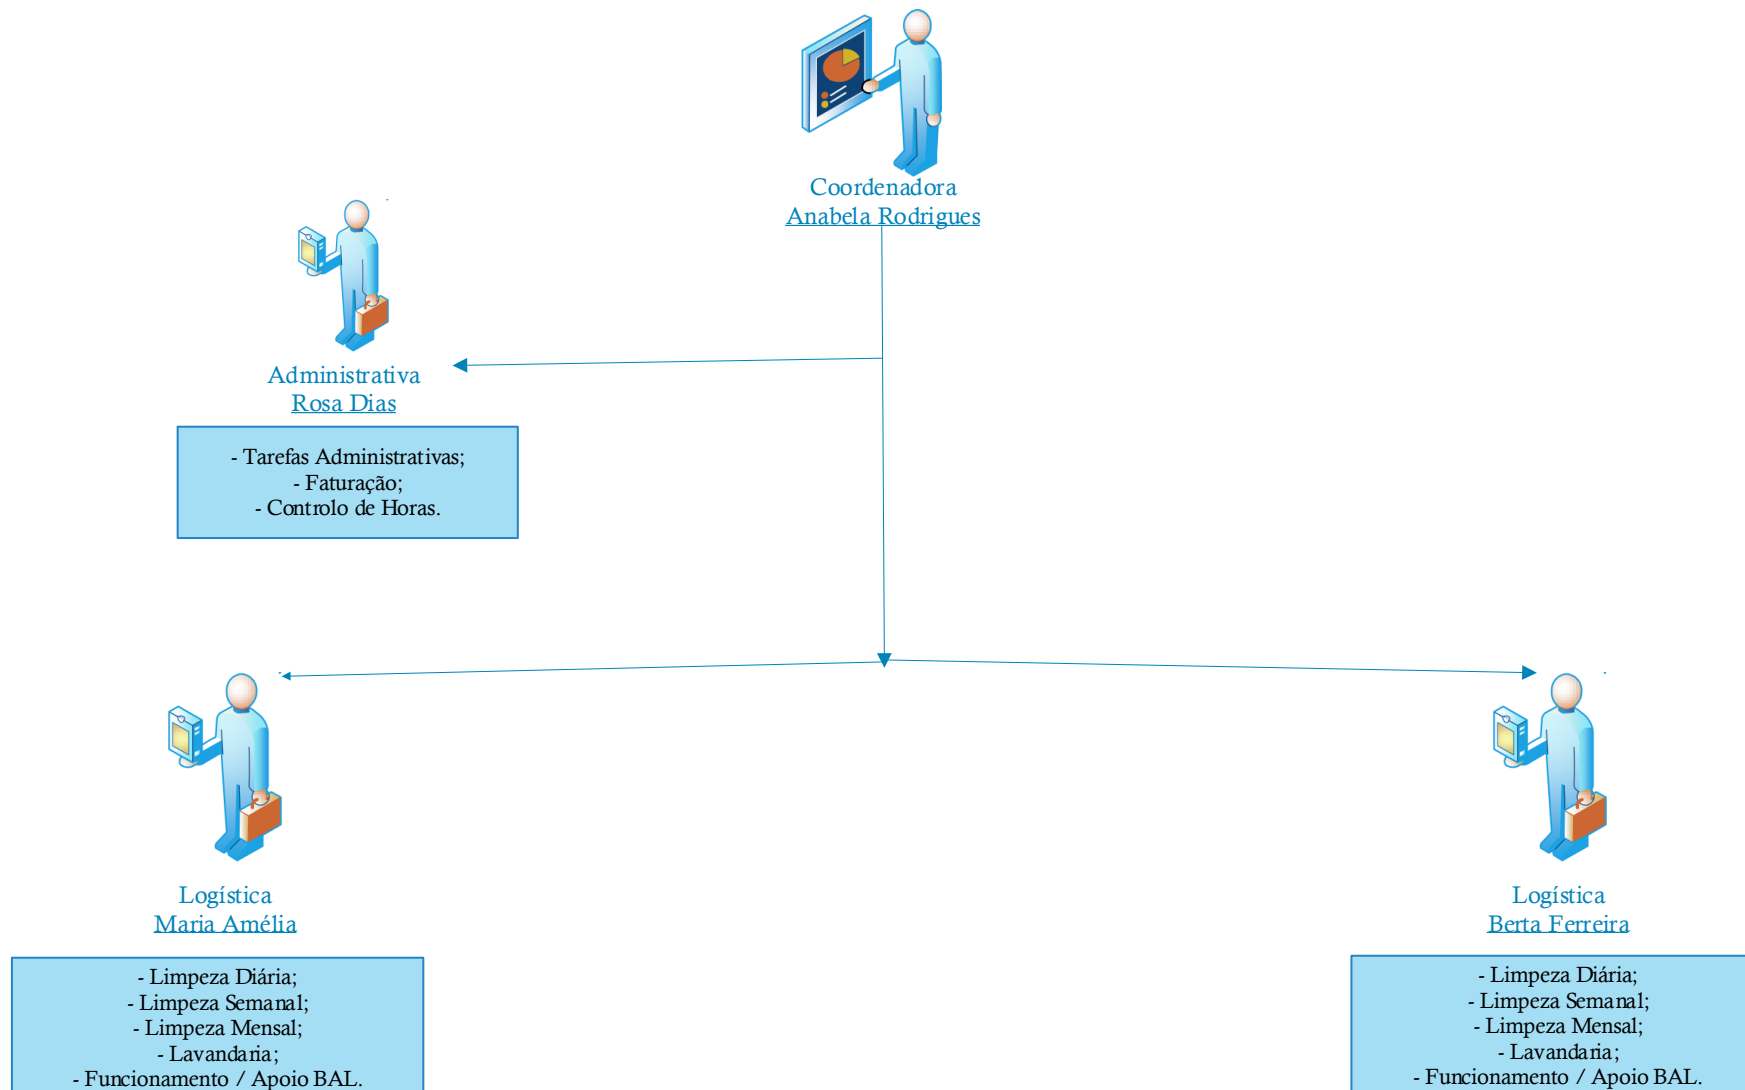 Coordenadora
Anabela Rodrigues
Administrativa
Rosa Dias
- Tarefas Administrativas;
- Faturação;
- Controlo de Horas.
Logística
Maria Amélia
- Limpeza Diária;
- Limpeza Semanal;
- Limpeza Mensal;
- Lavandaria;
- Funcionamento / Apoio BAL.
Logística
Berta Ferreira
- Limpeza Diária;
- Limpeza Semanal;
- Limpeza Mensal;
- Lavandaria;
- Funcionamento / Apoio BAL.